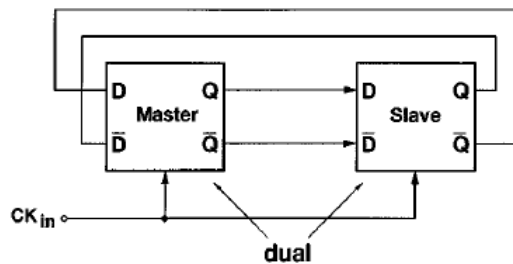 D Q D Q
Master Slave
D̅ Q̅ D̅ Q̅
CKin
dual